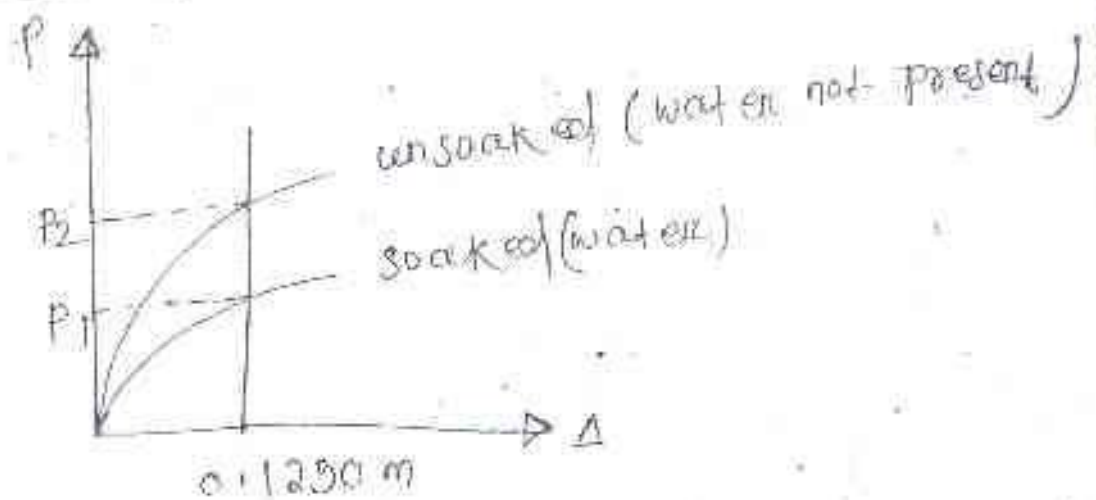 P
unsoaked (water not present)
P2
soaked (water)
P1
Δ
0.1250 m